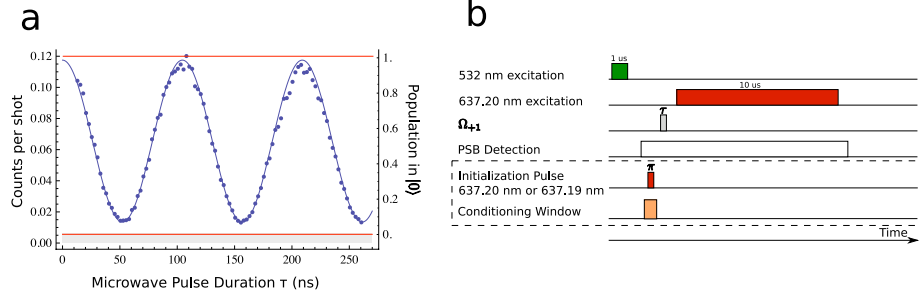 a
0.12
0.10
0.08
0.06
0.04
0.02
0.00
1.
0.8
0.6
0.4
0.2
0.
0
50
100
150
200
250
Counts per shot
Population in |0⟩
Microwave Pulse Duration τ (ns)
b
1 us
532 nm excitation
10 us
637.20 nm excitation
τ
Ω+1
PSB Detection
π
Initialization Pulse
637.20 nm or 637.19 nm
Conditioning Window
Time